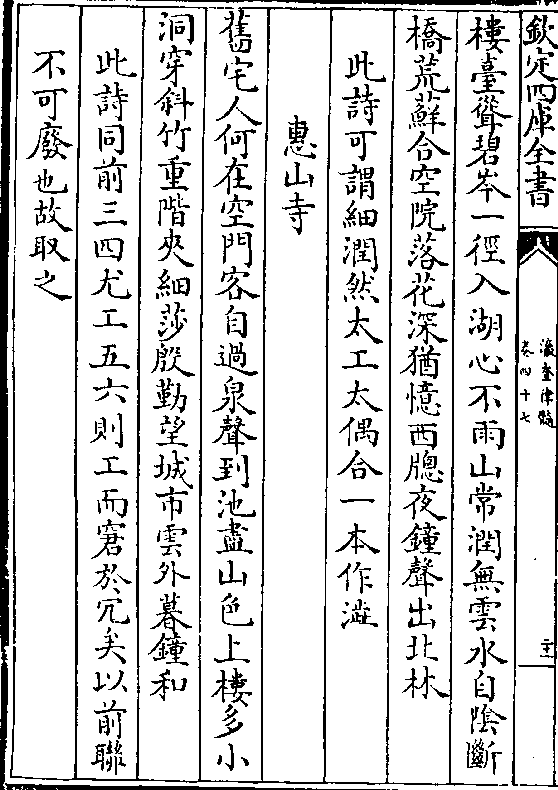 欽定四庫全書
瀛奎律髓
卷四十七
二十一
樓臺聳碧岑一徑入湖心不雨山常潤無雲水自陰斷
橋荒蘚合空院落花深猶憶西牕夜鐘聲出北林
此詩可謂細潤然太工太偶合一本作澁
惠山寺
舊宅人何在空門客自過泉聲到池盡山色上樓多小
洞穿斜竹重階夾細莎殷勤望城市雲外暮鐘和
此詩同前三四尤工五六則工而窘於冗矣以前聯
不可廢也故取之